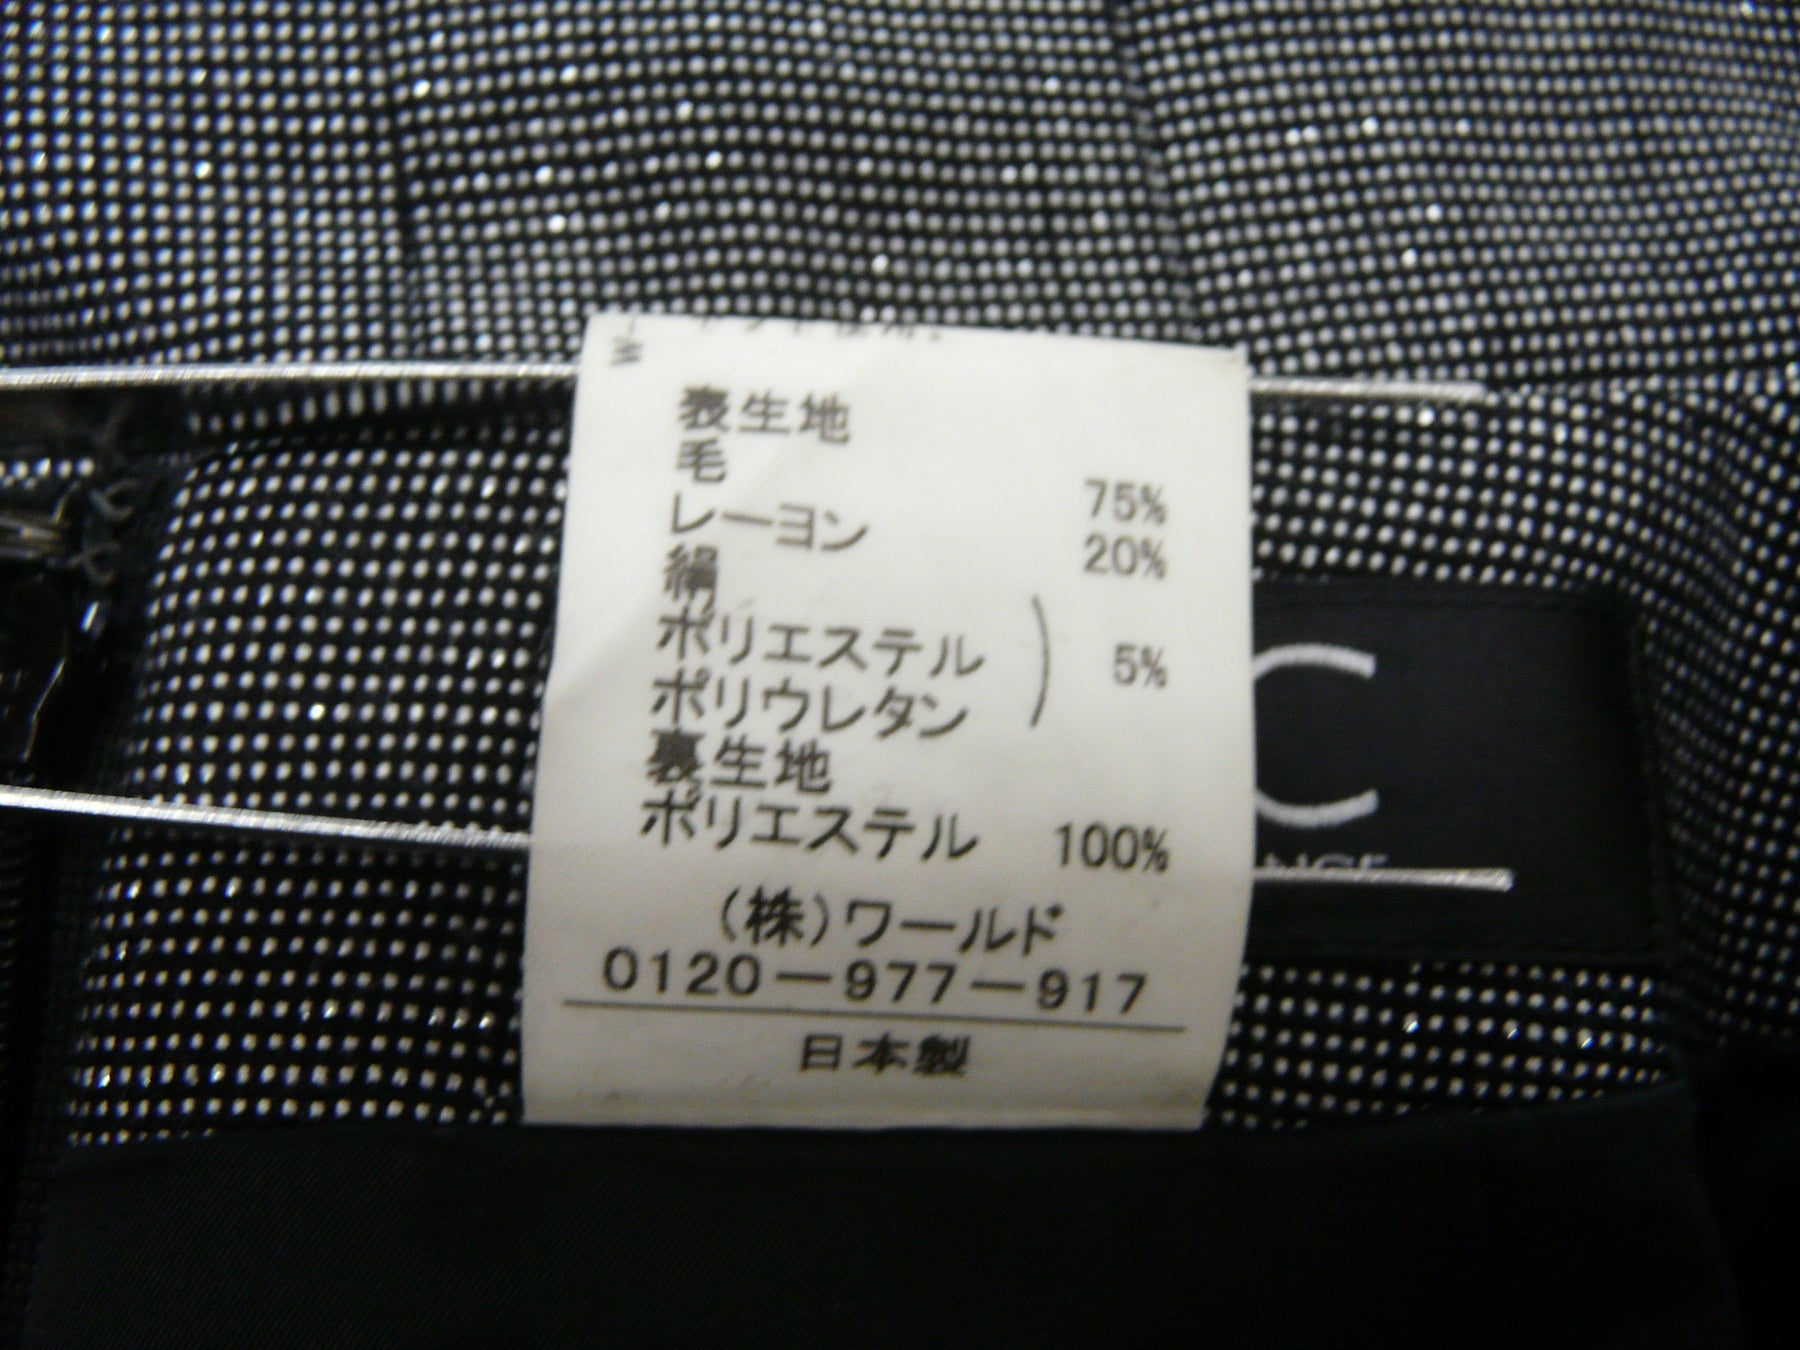 W
表生地
毛 75%
レーヨン 20%
絹
ポリエステル 5%
ポリウレタン
裏生地
ポリエステル 100%
(株)ワールド
0120-977-917
日本製
C